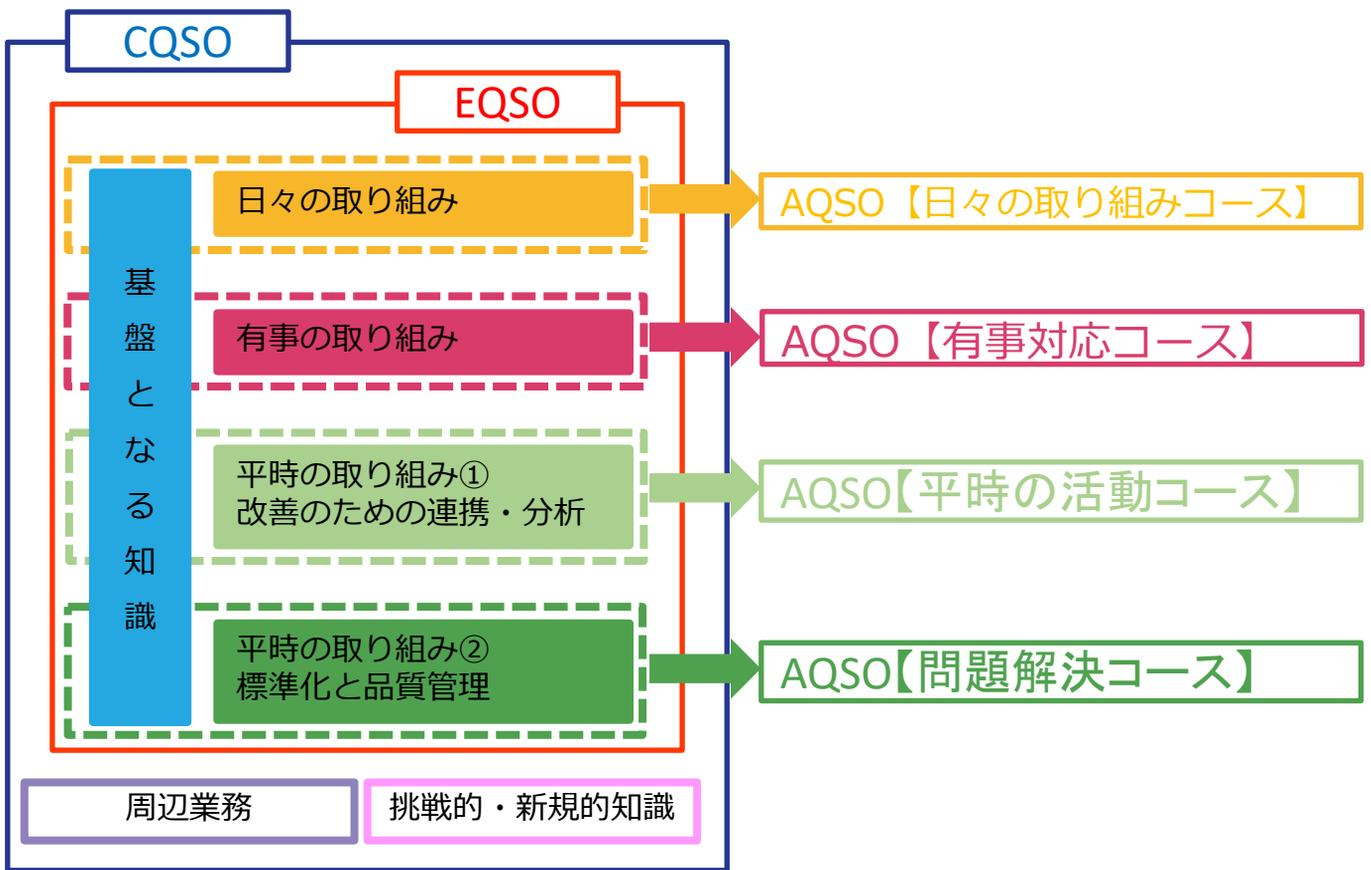 CQSO
EQSO
日々の取り組み
AQSO【日々の取り組みコース】
基盤となる知識
有事の取り組み
AQSO【有事対応コース】
平時の取り組み①
改善のための連携・分析
AQSO【平時の活動コース】
平時の取り組み②
標準化と品質管理
AQSO【問題解決コース】
周辺業務
挑戦的・新規的知識